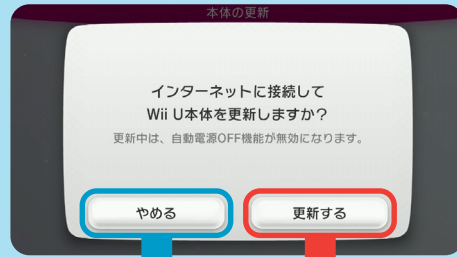 本体の更新
インターネットに接続して
Wii U本体を更新しますか？
更新中は、自動電源OFF機能が無効になります。
やめる
更新する